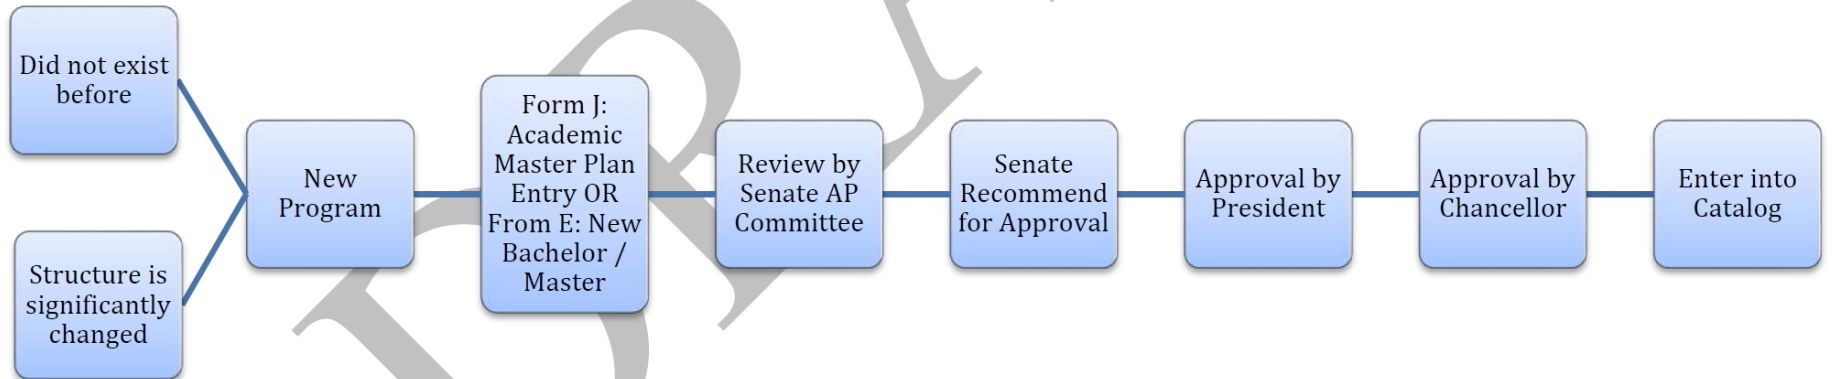 Did not exist
before
Structure is
significantly
changed
New
Program
Form J:
Academic
Master Plan
Entry OR
From E: New
Bachelor /
Master
Review by
Senate AP
Committee
Senate
Recommend
for Approval
Approval by
President
Approval by
Chancellor
Enter into
Catalog